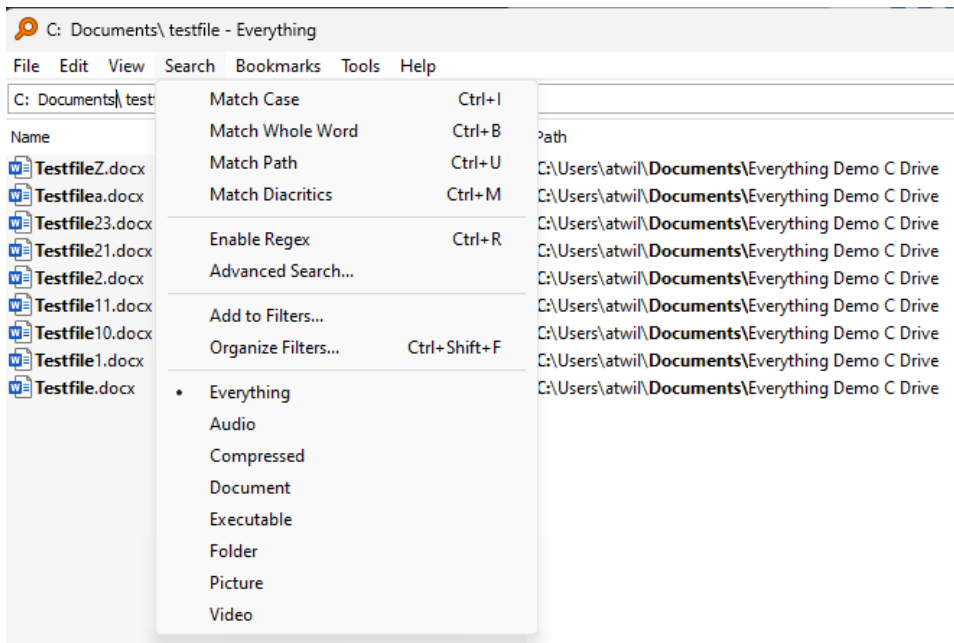 C: Documents\ testfile - Everything
File Edit View Search Bookmarks Tools Help
C: Documents\ test
Match Case Ctrl+I
Match Whole Word Ctrl+B
Match Path Ctrl+U
Match Diacritics Ctrl+M
Enable Regex Ctrl+R
Advanced Search...
Add to Filters...
Organize Filters... Ctrl+Shift+F
• Everything
Audio
Compressed
Document
Executable
Folder
Picture
Video
Name Path
TestfileZ.docx C:\Users\atwil\Documents\Everything Demo C Drive
Testfilea.docx C:\Users\atwil\Documents\Everything Demo C Drive
Testfile23.docx C:\Users\atwil\Documents\Everything Demo C Drive
Testfile21.docx C:\Users\atwil\Documents\Everything Demo C Drive
Testfile2.docx C:\Users\atwil\Documents\Everything Demo C Drive
Testfile11.docx C:\Users\atwil\Documents\Everything Demo C Drive
Testfile10.docx C:\Users\atwil\Documents\Everything Demo C Drive
Testfile1.docx C:\Users\atwil\Documents\Everything Demo C Drive
Testfile.docx C:\Users\atwil\Documents\Everything Demo C Drive